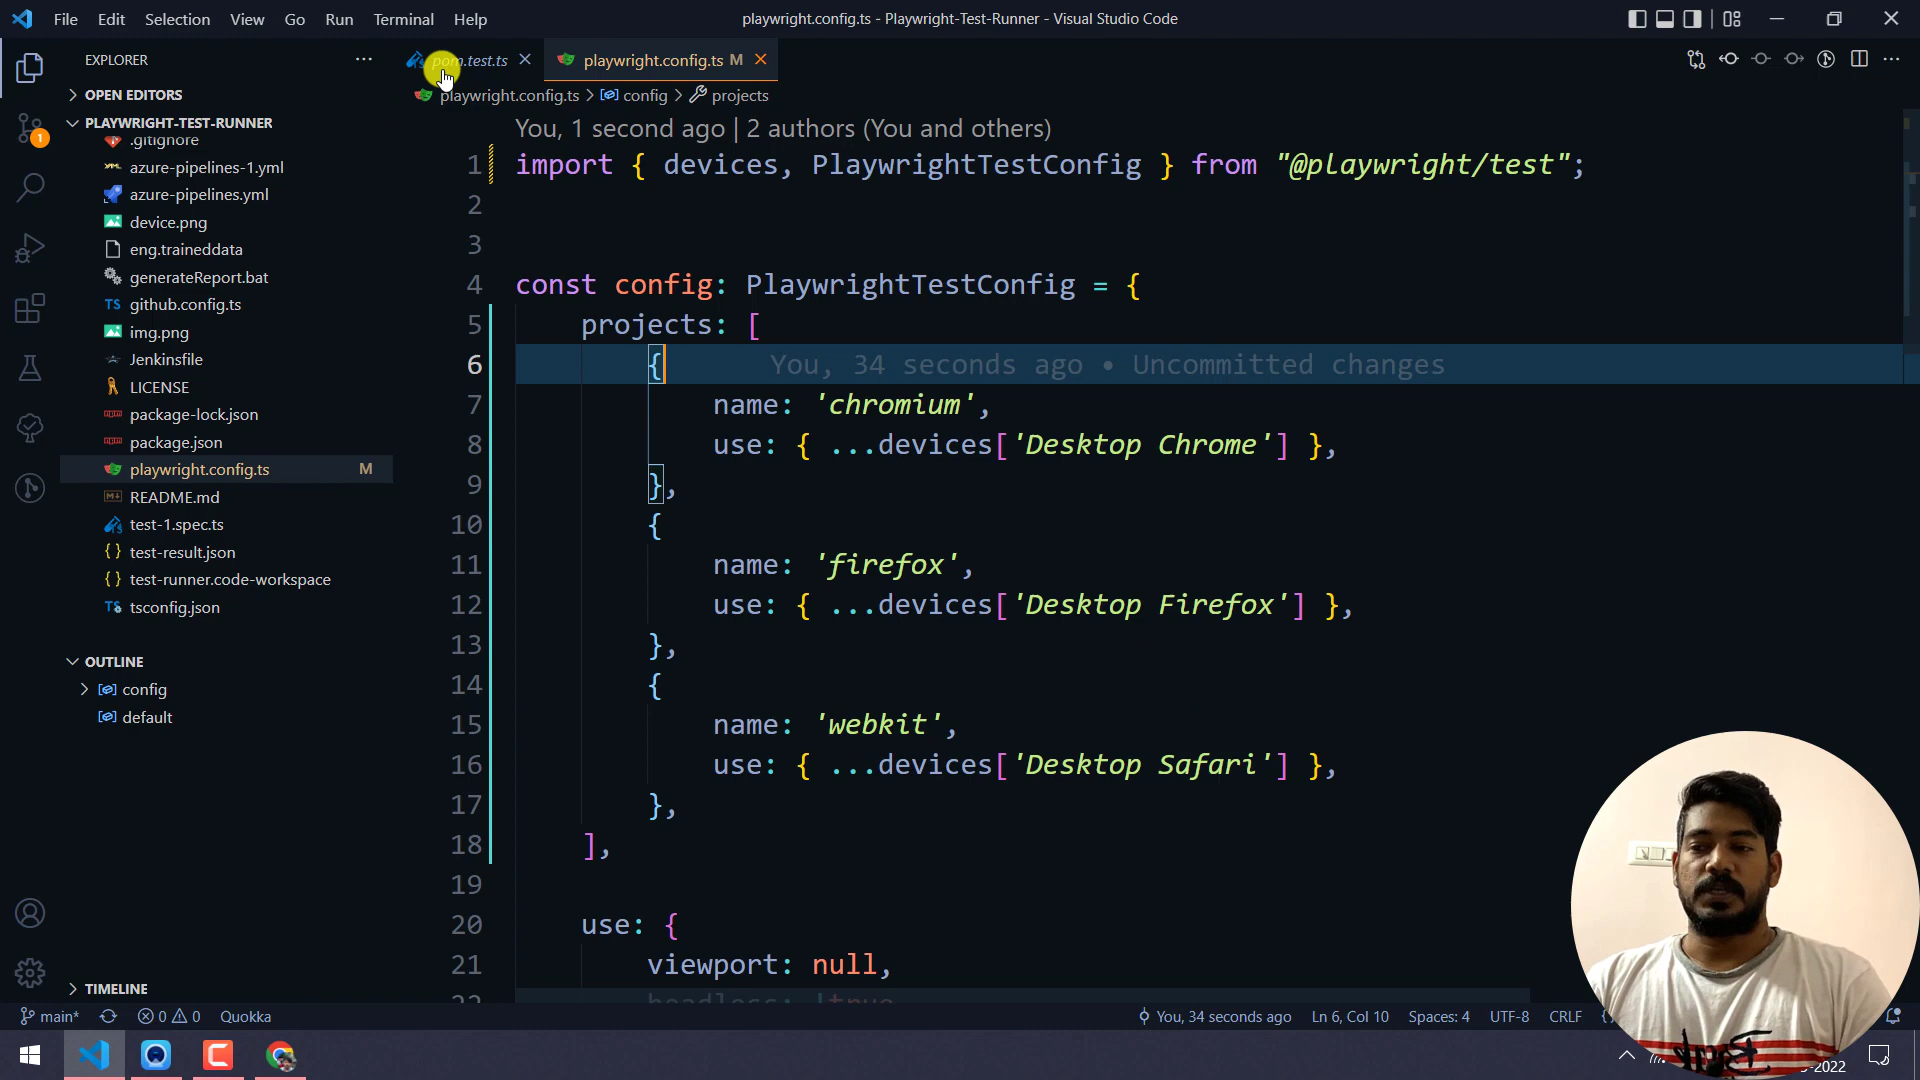 File Edit Selection View Go Run Terminal Help
playwright.config.ts - Playwright-Test-Runner - Visual Studio Code
EXPLORER
pom.test.ts
playwright.config.ts M
OPEN EDITORS
playwright.config.ts > config > projects
PLAYWRIGHT-TEST-RUNNER
.gitignore
azure-pipelines-1.yml
azure-pipelines.yml
device.png
eng.traineddata
generateReport.bat
github.config.ts
img.png
Jenkinsfile
LICENSE
package-lock.json
package.json
playwright.config.ts M
README.md
test-1.spec.ts
test-result.json
test-runner.code-workspace
tsconfig.json
OUTLINE
config
default
TIMELINE
You, 1 second ago | 2 authors (You and others)
1 import { devices, PlaywrightTestConfig } from "@playwright/test";
2
3
4 const config: PlaywrightTestConfig = {
5 projects: [
6 { You, 34 seconds ago • Uncommitted changes
7 name: 'chromium',
8 use: { ...devices['Desktop Chrome'] },
9 },
10 {
11 name: 'firefox',
12 use: { ...devices['Desktop Firefox'] },
13 },
14 {
15 name: 'webkit',
16 use: { ...devices['Desktop Safari'] },
17 },
18 ],
19
20 use: {
21 viewport: null,
22 headless: !true
main* 0 0 Quokka
You, 34 seconds ago Ln 6, Col 10 Spaces: 4 UTF-8 CRLF
-2022